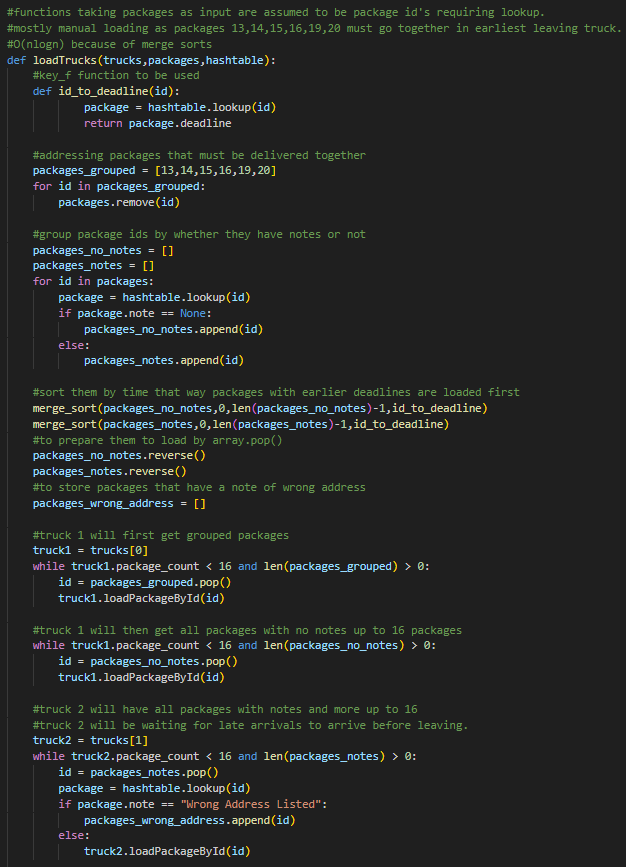 #functions taking packages as input are assumed to be package id's requiring lookup.
#mostly manual loading as packages 13,14,15,16,19,20 must go together in earliest leaving truck.
#O(nlogn) because of merge sorts
def loadTrucks(trucks,packages,hashtable):
    #key_f function to be used
    def id_to_deadline(id):
            package = hashtable.lookup(id)
            return package.deadline

    #addressing packages that must be delivered together
    packages_grouped = [13,14,15,16,19,20]
    for id in packages_grouped:
        packages.remove(id)

    #group package ids by whether they have notes or not
    packages_no_notes = []
    packages_notes = []
    for id in packages:
        package = hashtable.lookup(id)
        if package.note == None:
            packages_no_notes.append(id)
        else:
            packages_notes.append(id)

    #sort them by time that way packages with earlier deadlines are loaded first
    merge_sort(packages_no_notes,0,len(packages_no_notes)-1,id_to_deadline)
    merge_sort(packages_notes,0,len(packages_notes)-1,id_to_deadline)
    #to prepare them to load by array.pop()
    packages_no_notes.reverse()
    packages_notes.reverse()
    #to store packages that have a note of wrong address
    packages_wrong_address = []

    #truck 1 will first get grouped packages
    truck1 = trucks[0]
    while truck1.package_count < 16 and len(packages_grouped) > 0:
        id = packages_grouped.pop()
        truck1.loadPackageById(id)

    #truck 1 will then get all packages with no notes up to 16 packages
    while truck1.package_count < 16 and len(packages_no_notes) > 0:
        id = packages_no_notes.pop()
        truck1.loadPackageById(id)

    #truck 2 will have all packages with notes and more up to 16
    #truck 2 will be waiting for late arrivals to arrive before leaving.
    truck2 = trucks[1]
    while truck2.package_count < 16 and len(packages_notes) > 0:
        id = packages_notes.pop()
        package = hashtable.lookup(id)
        if package.note == "Wrong Address Listed":
            packages_wrong_address.append(id)
        else:
            truck2.loadPackageById(id)